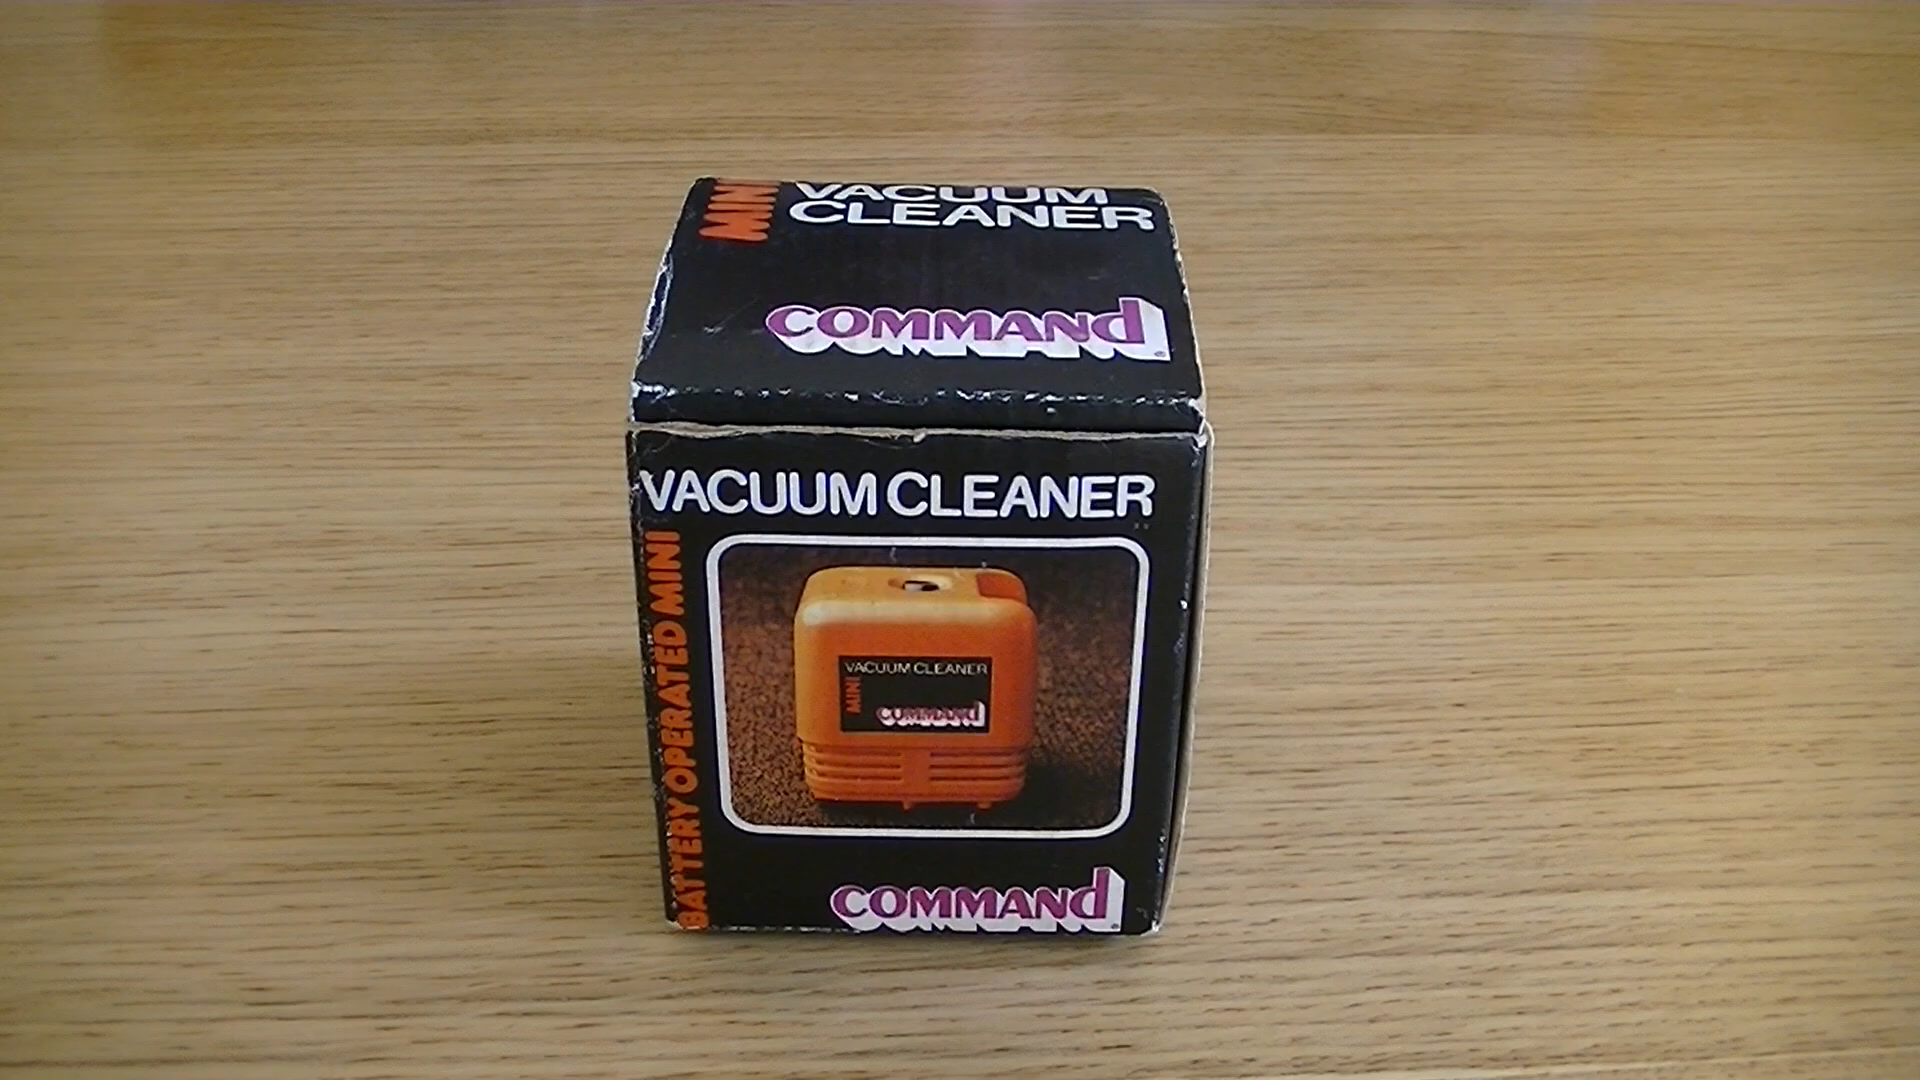 MINI
VACUUM
CLEANER
COMMANd
VACUUM CLEANER
BATTERY OPERATED MINI
VACUUM CLEANER
MINI
COMMANd
COMMANd